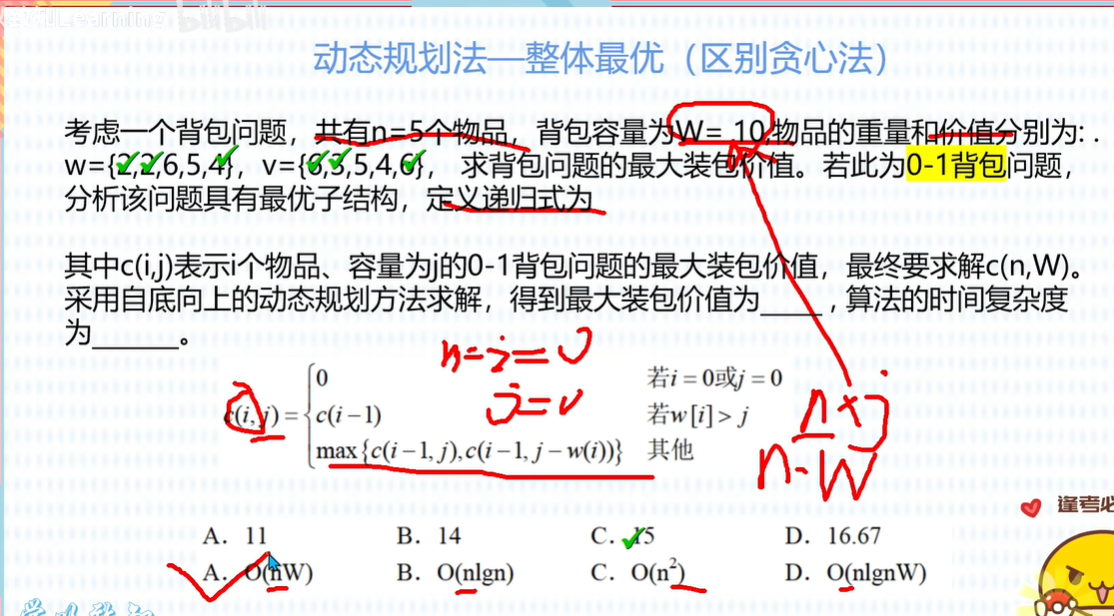 bilibili
动态规划法—整体最优（区别贪心法）
考虑一个背包问题，共有n=5个物品，背包容量为W= 10,物品的重量和价值分别为:
w={2,2,6,5,4}，v={6,3,5,4,6}， 求背包问题的最大装包价值。若此为0-1背包问题，
分析该问题具有最优子结构，定义递归式为
其中c(i,j)表示i个物品、容量为j的0-1背包问题的最大装包价值，最终要求解c(n,W)。
采用自底向上的动态规划方法求解，得到最大装包价值为____，算法的时间复杂度
为______。
n=i=0
j=0
0 若i = 0或j = 0
c(i,j) = c(i−1) 若w[i] > j
max{c(i−1, j),c(i−1, j−w(i))} 其他
n×j
n·W
逢考必
A. 11 B. 14 C. 15 D. 16.67
A. O(nW) B. O(nlgn) C. O(n²) D. O(nlgnW)